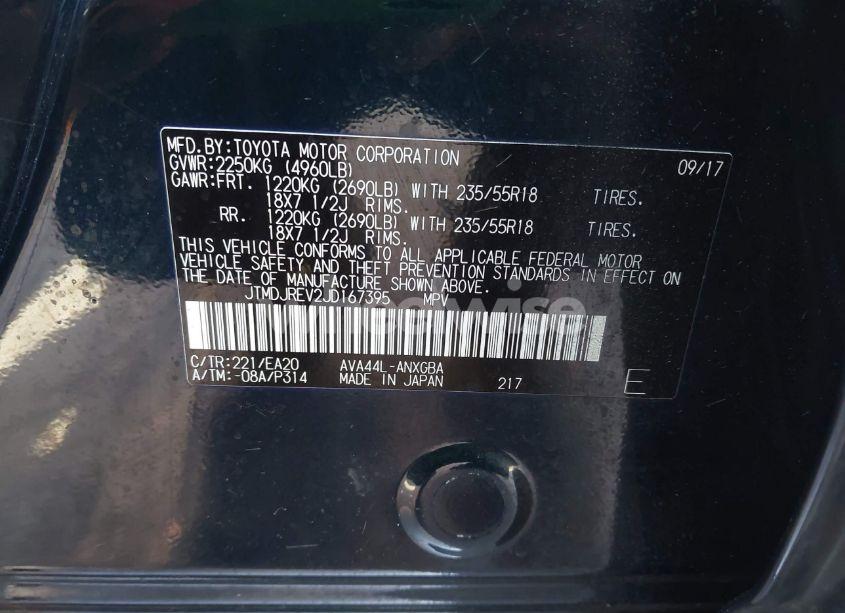 MFD.BY:TOYOTA MOTOR CORPORATION 09/17
GVWR:2250KG (4960LB)
GAWR:FRT. 1220KG (2690LB) WITH 235/55R18 TIRES.
18X7 1/2J RIMS.
RR. 1220KG (2690LB) WITH 235/55R18 TIRES.
18X7 1/2J RIMS.
THIS VEHICLE CONFORMS TO ALL APPLICABLE FEDERAL MOTOR
VEHICLE SAFETY AND THEFT PREVENTION STANDARDS IN EFFECT ON
THE DATE OF MANUFACTURE SHOWN ABOVE.
JTMDJREV2JD167395 MPV
C/TR:221/EA20 AVA44L-ANXGBA
A/TM:-08A/P314 MADE IN JAPAN 217 E